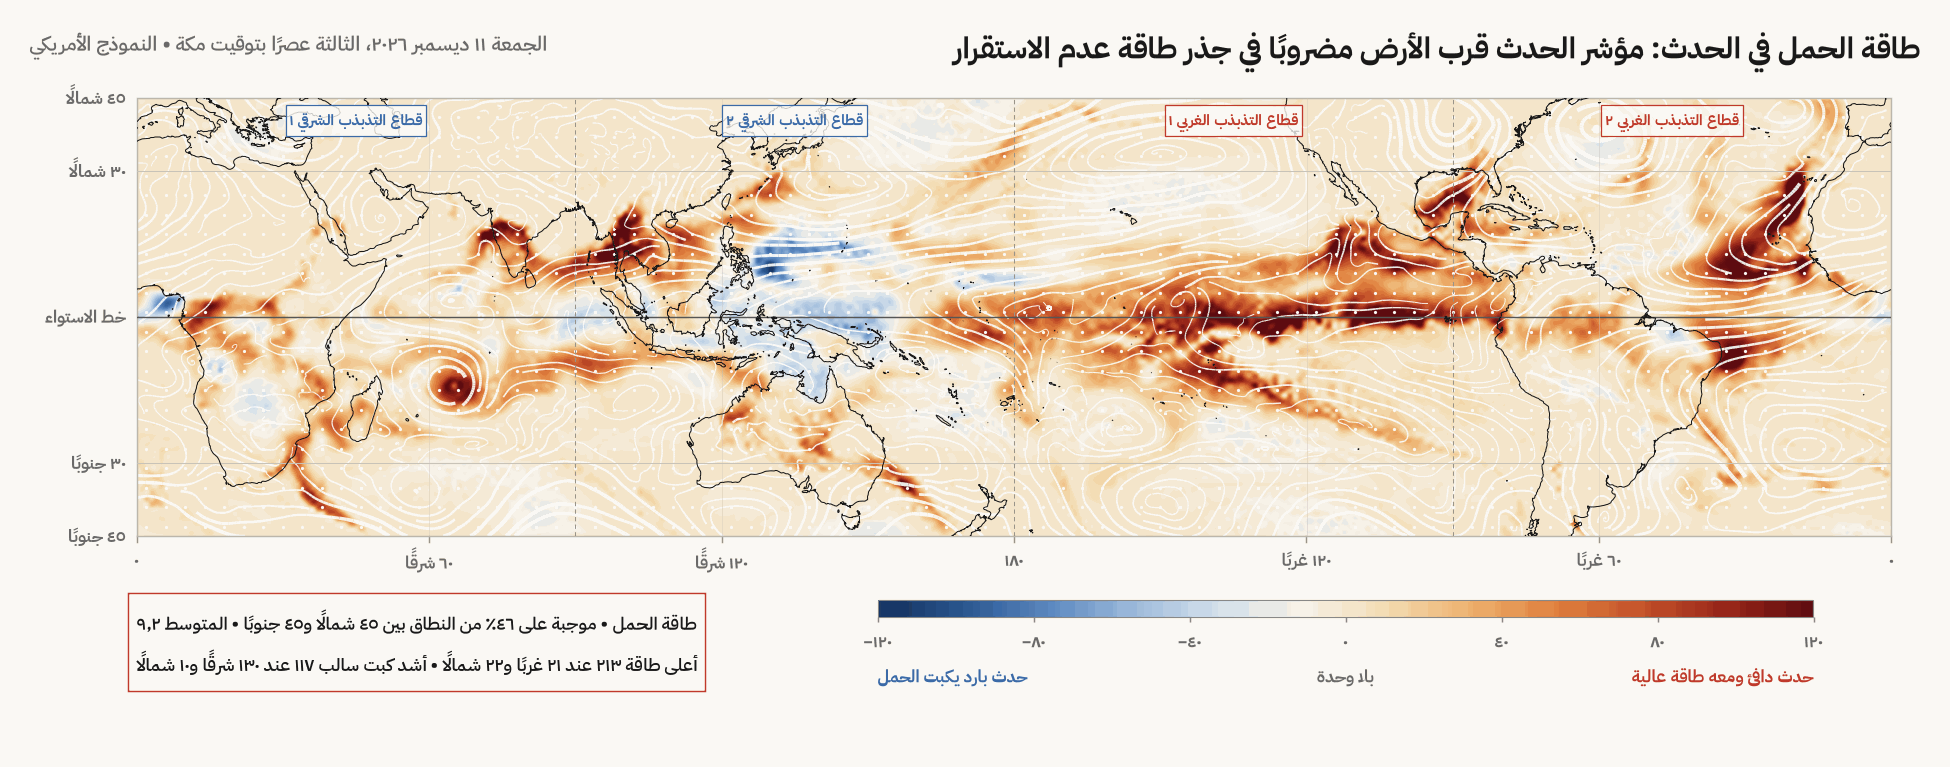 طاقة الحمل في الحدث: مؤشر الحدث قرب الأرض مضروبًا في جذر طاقة عدم الاستقرار
الجمعة ١١ ديسمبر ٢٠٢٦، الثالثة عصرًا بتوقيت مكة • النموذج الأمريكي
٤٥ شمالًا
٣٠ شمالًا
خط الاستواء
٣٠ جنوبًا
٤٥ جنوبًا
قطاع التذبذب الشرقي ١
قطاع التذبذب الشرقي ٢
قطاع التذبذب الغربي ١
قطاع التذبذب الغربي ٢
٠
٦٠ شرقًا
١٢٠ شرقًا
١٨٠
١٢٠ غربًا
٦٠ غربًا
٠
طاقة الحمل • موجبة على ٤٦٪ من النطاق بين ٤٥ شمالًا و٤٥ جنوبًا • المتوسط ٩,٢
أعلى طاقة ٢١٣ عند ٢١ غربًا و٢٢ شمالًا • أشد كبت سالب ١١٧ عند ١٣٠ شرقًا و١٠ شمالًا
−١٢٠
−٨٠
−٤٠
٠
٤٠
٨٠
١٢٠
حدث بارد يكبت الحمل
بلا وحدة
حدث دافئ ومعه طاقة عالية